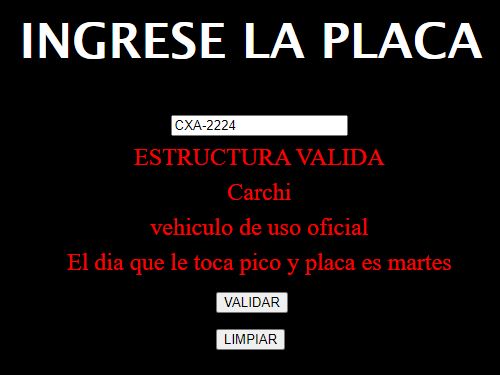 INGRESE LA PLACA
CXA-2224
ESTRUCTURA VALIDA
Carchi
vehiculo de uso oficial
El dia que le toca pico y placa es martes
VALIDAR
LIMPIAR